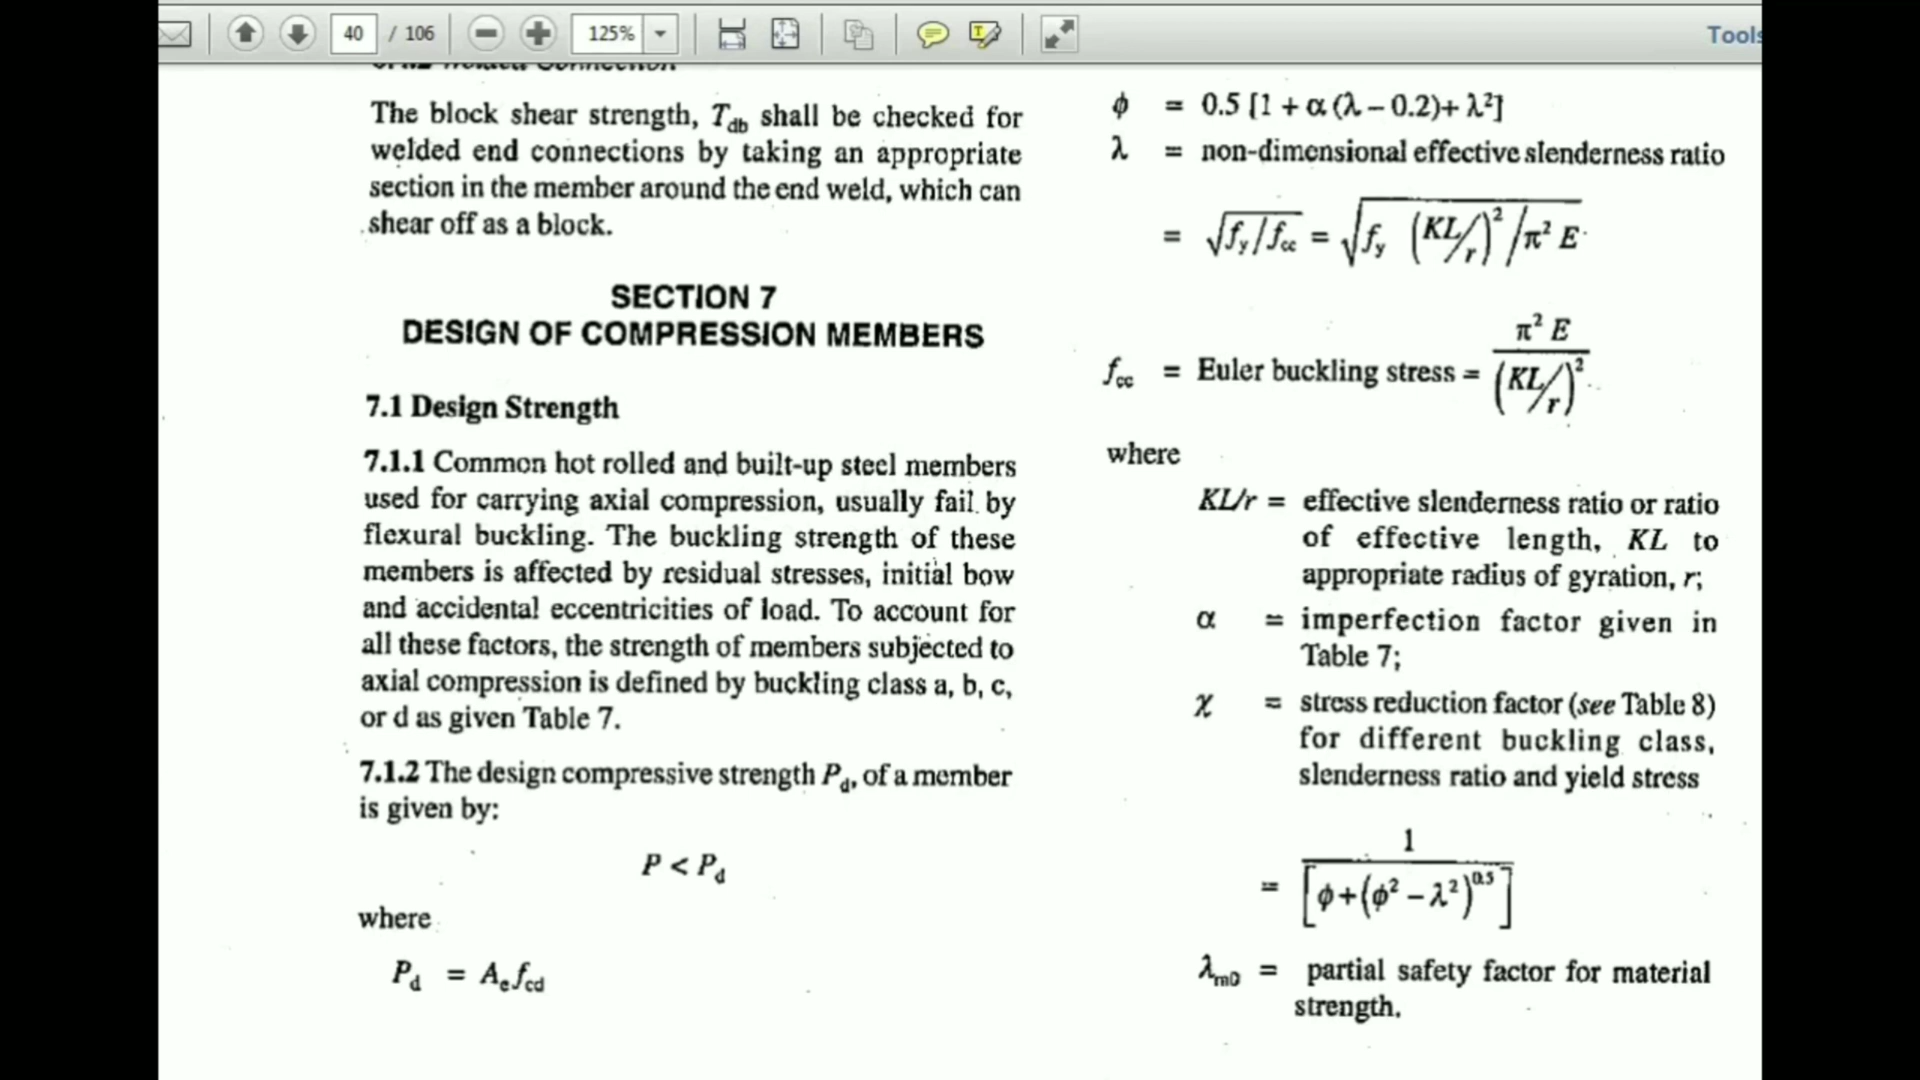 40 / 106
125%
Tools
The block shear strength, T_db shall be checked for
welded end connections by taking an appropriate
section in the member around the end weld, which can
shear off as a block.
SECTION 7
DESIGN OF COMPRESSION MEMBERS
7.1 Design Strength
7.1.1 Common hot rolled and built-up steel members
used for carrying axial compression, usually fail by
flexural buckling. The buckling strength of these
members is affected by residual stresses, initial bow
and accidental eccentricities of load. To account for
all these factors, the strength of members subjected to
axial compression is defined by buckling class a, b, c,
or d as given Table 7.
7.1.2 The design compressive strength P_d, of a member
is given by:
P < P_d
where
P_d = A_e f_cd
ϕ = 0.5 [1 + α (λ – 0.2)+ λ²]
λ = non-dimensional effective slenderness ratio
= √(f_y/f_cc) = √(f_y (KL/r)² / π² E)
f_cc = Euler buckling stress = π² E / (KL/r)²
where
KL/r = effective slenderness ratio or ratio
of effective length, KL to
appropriate radius of gyration, r;
α = imperfection factor given in
Table 7;
χ = stress reduction factor (see Table 8)
for different buckling class,
slenderness ratio and yield stress
= 1 / [ϕ+(ϕ² – λ²)^0.5]
λ_m0 = partial safety factor for material
strength.